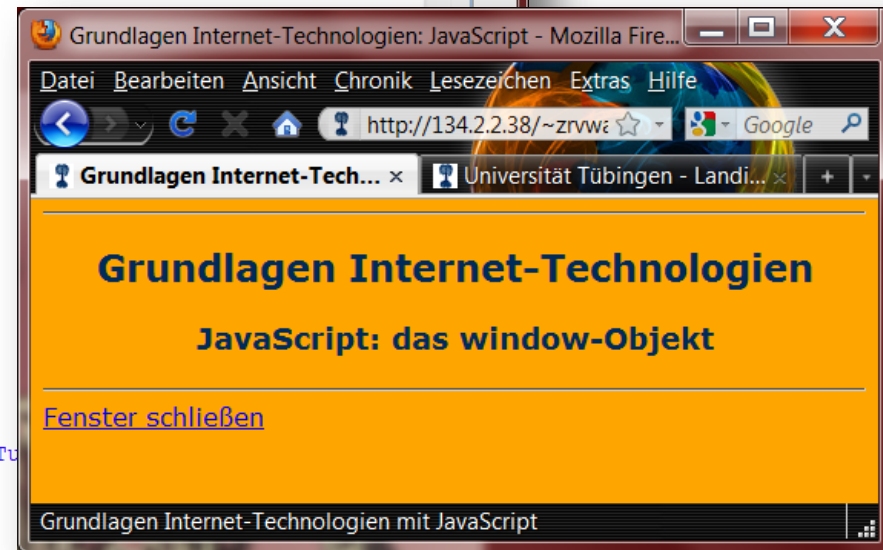 Grundlagen Internet-Technologien: JavaScript - Mozilla Fire...
Datei Bearbeiten Ansicht Chronik Lesezeichen Extras Hilfe
http://134.2.2.38/~zrvwa Google
Grundlagen Internet-Tech... × Universität Tübingen - Landi... × +
Grundlagen Internet-Technologien
JavaScript: das window-Objekt
Fenster schließen
Tu
Grundlagen Internet-Technologien mit JavaScript